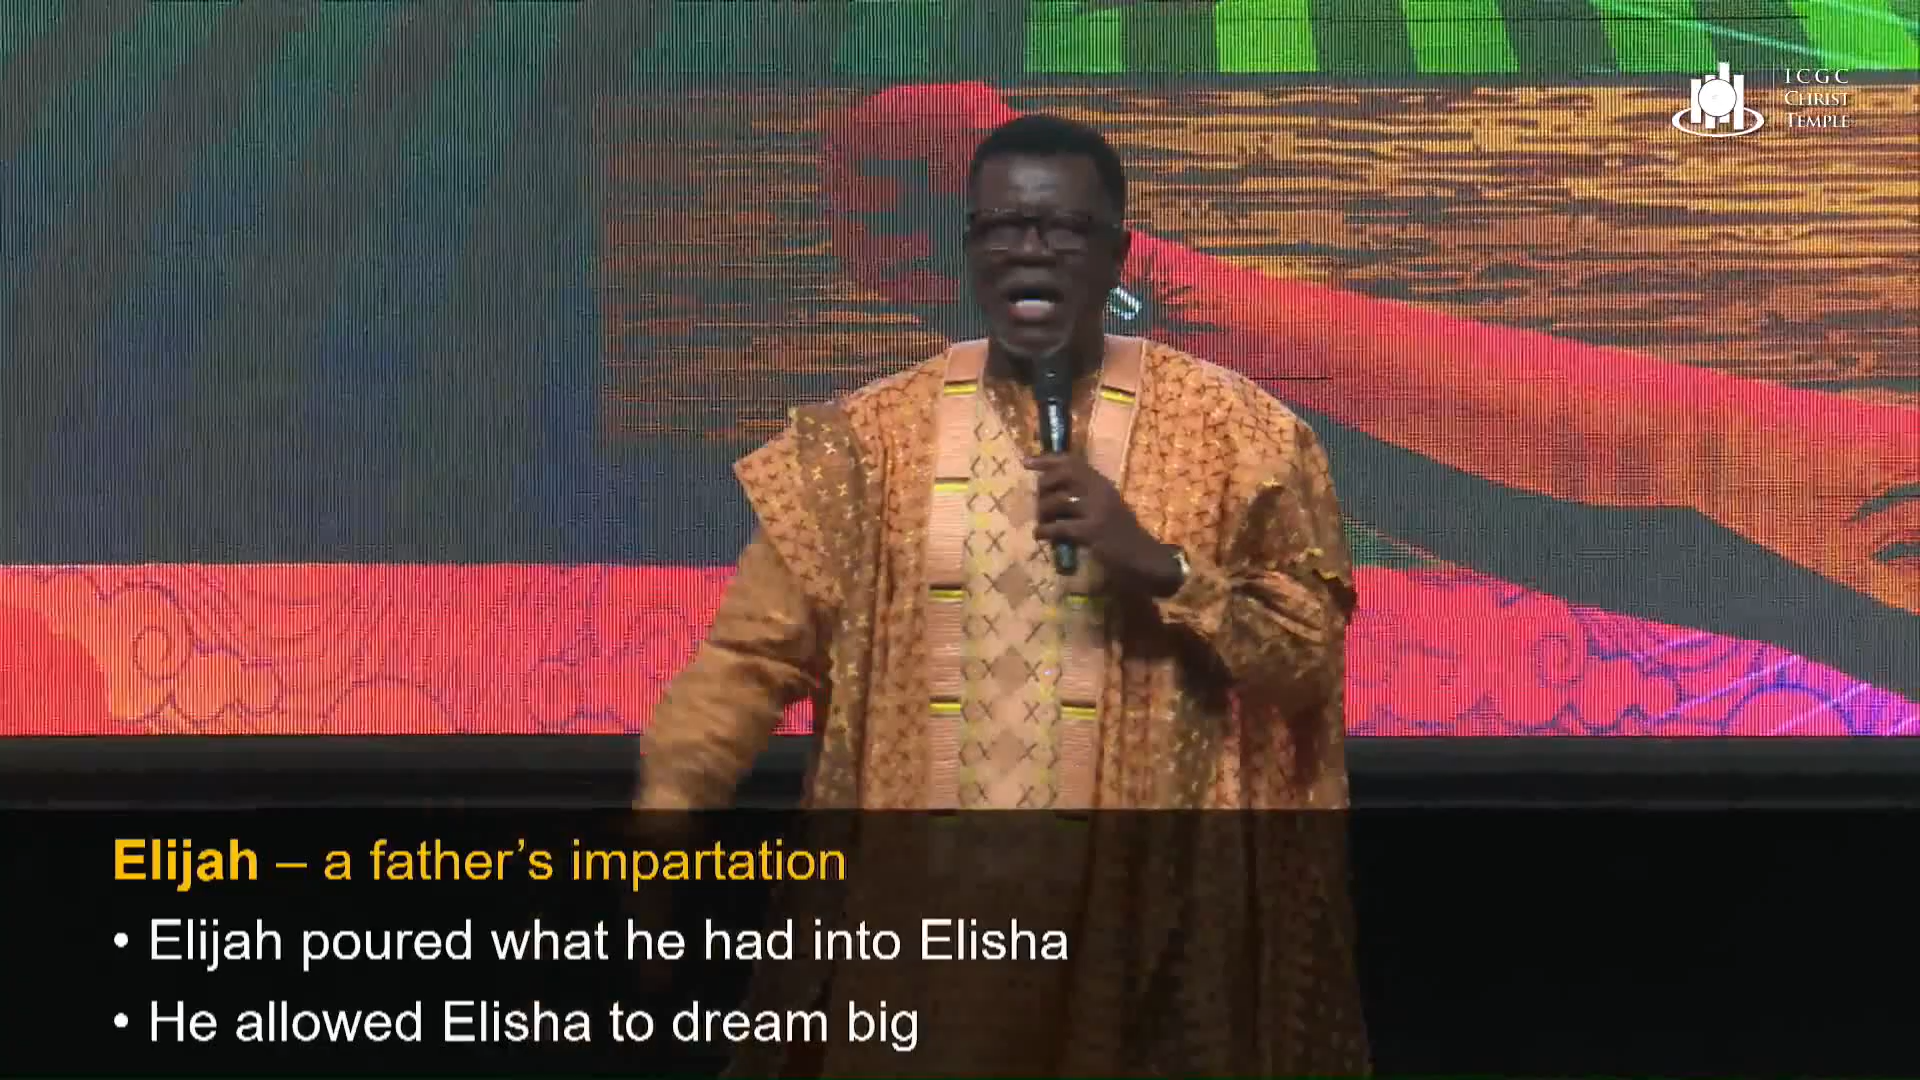 ICGC
CHRIST
TEMPLE
Elijah – a father’s impartation
• Elijah poured what he had into Elisha
• He allowed Elisha to dream big